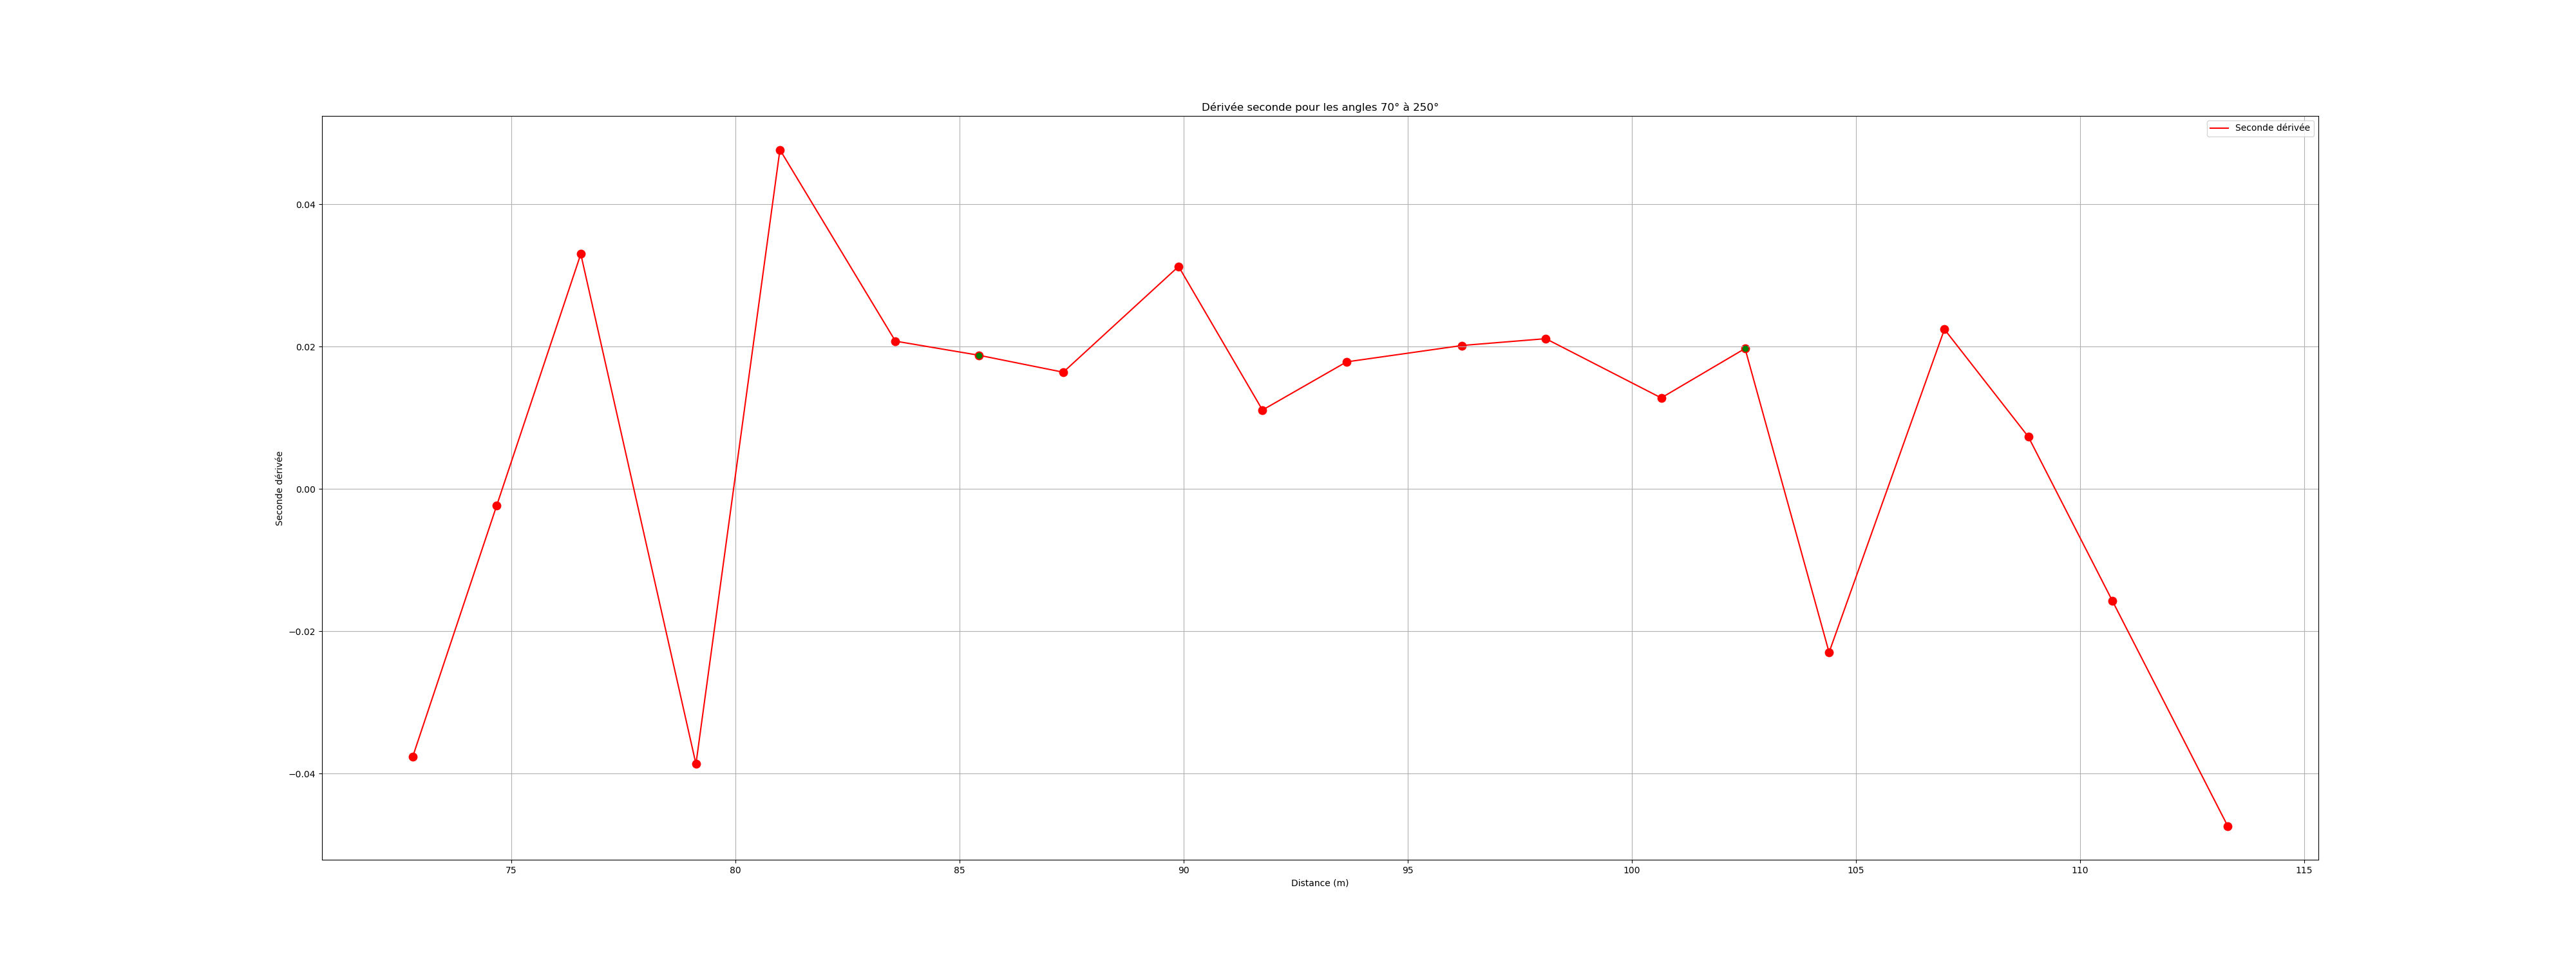 Dérivée seconde pour les angles 70° à 250°
Seconde dérivée
0.04
0.02
0.00
−0.02
−0.04
Seconde dérivée
75 80 85 90 95 100 105 110 115
Distance (m)